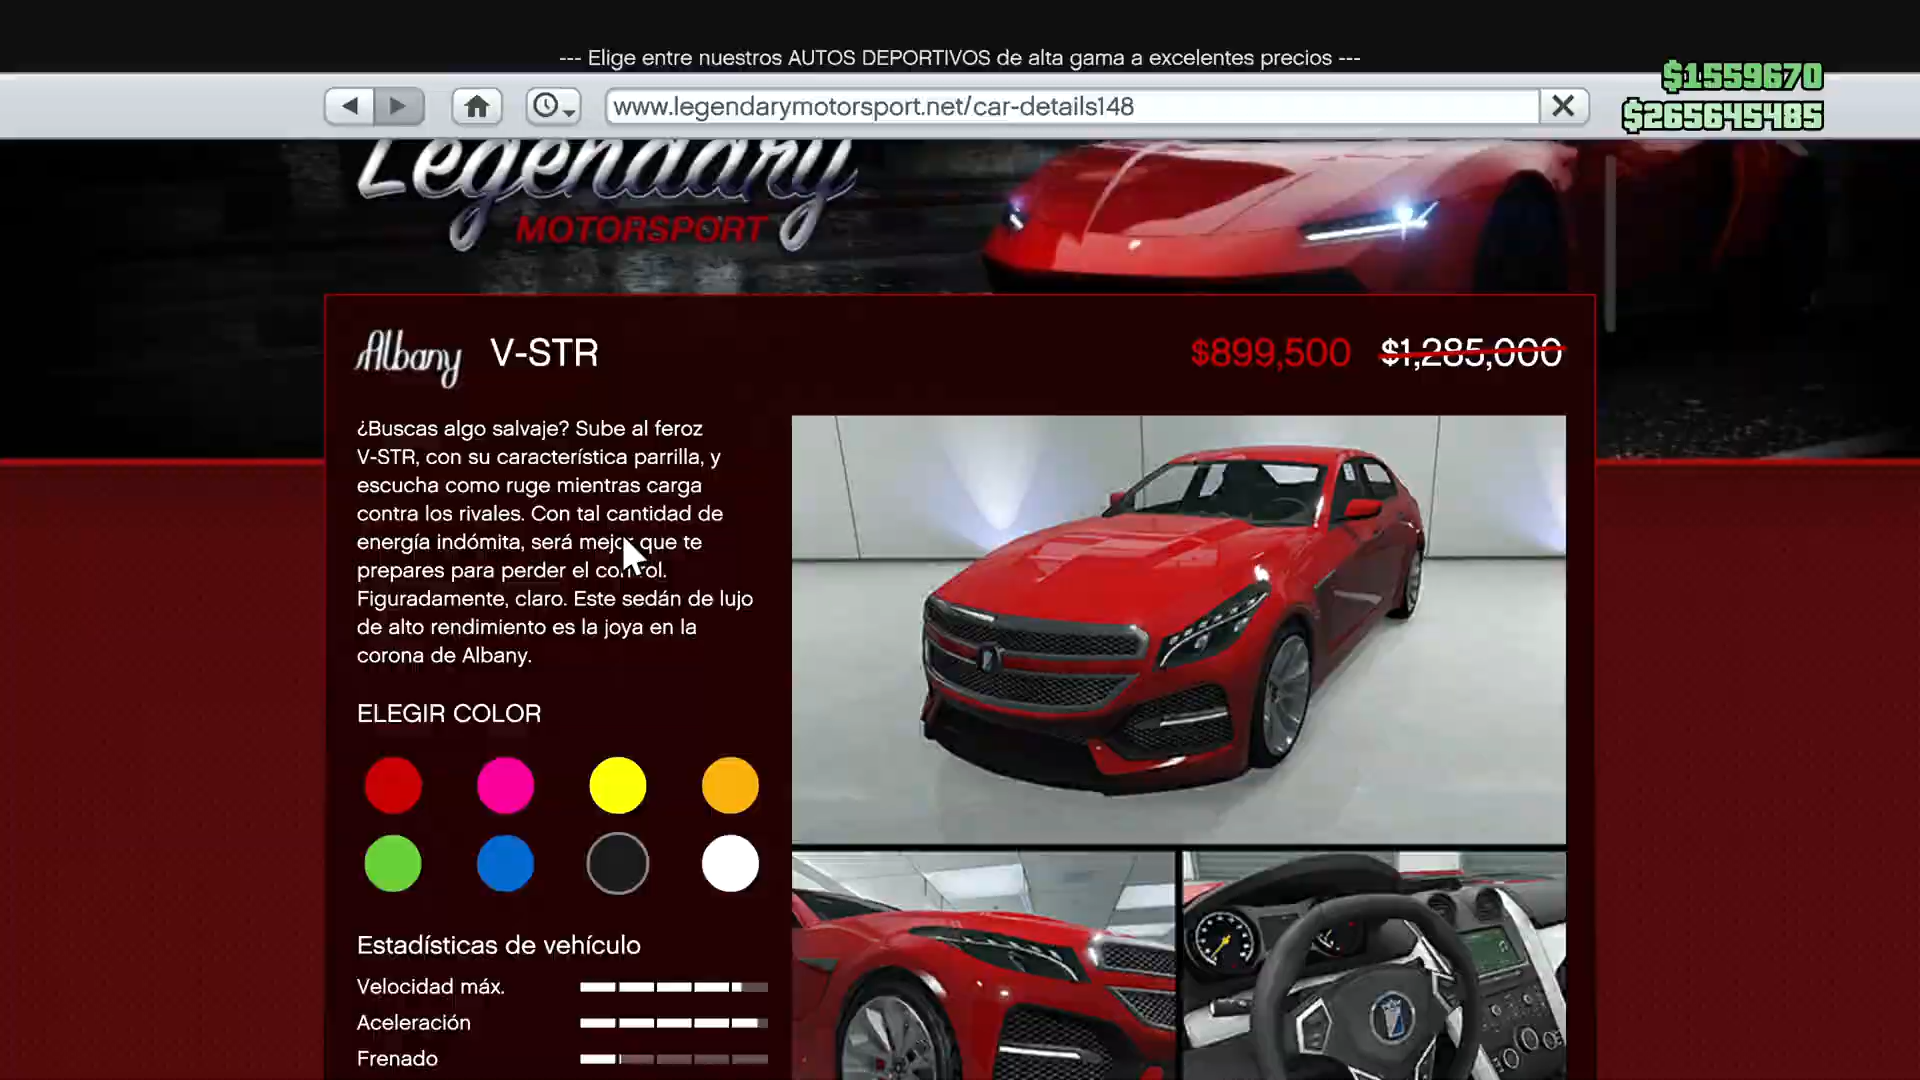 --- Elige entre nuestros AUTOS DEPORTIVOS de alta gama a excelentes precios ---
$1559670
www.legendarymotorsport.net/car-details148
$265645485
Legendary
MOTORSPORT
Albany V-STR $899,500 $1,285,000
¿Buscas algo salvaje? Sube al feroz
V-STR, con su característica parrilla, y
escucha como ruge mientras carga
contra los rivales. Con tal cantidad de
energía indómita, será mejor que te
prepares para perder el control.
Figuradamente, claro. Este sedán de lujo
de alto rendimiento es la joya en la
corona de Albany.
ELEGIR COLOR
Estadísticas de vehículo
Velocidad máx.
Aceleración
Frenado